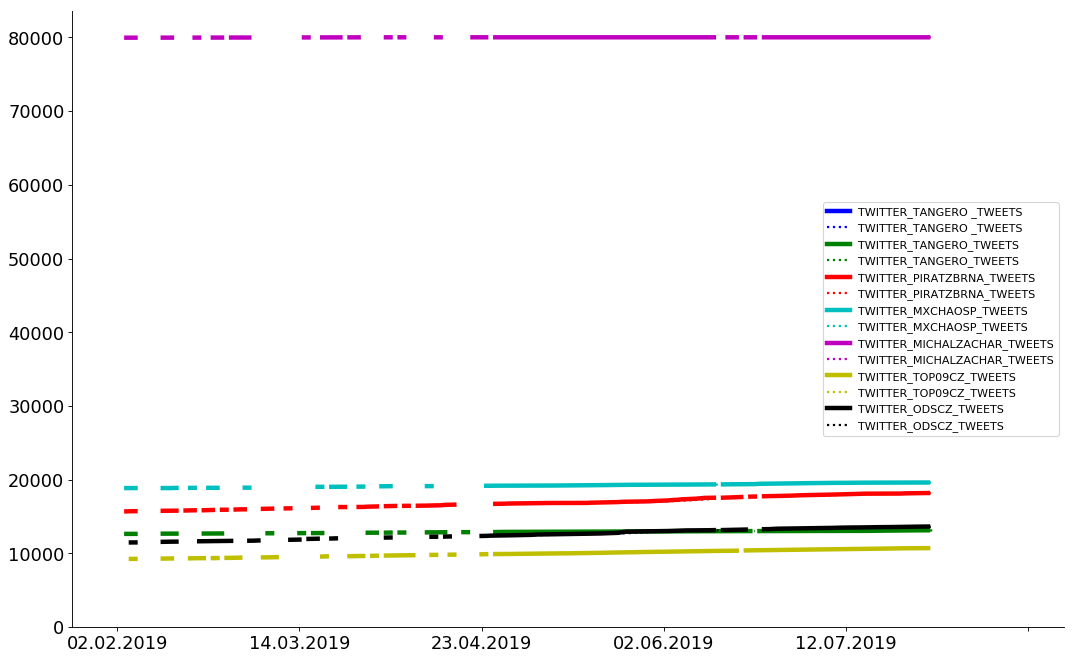 80000
70000
60000
50000
40000
30000
20000
10000
0
02.02.2019 14.03.2019 23.04.2019 02.06.2019 12.07.2019
TWITTER_TANGERO _TWEETS
TWITTER_TANGERO _TWEETS
TWITTER_TANGERO_TWEETS
TWITTER_TANGERO_TWEETS
TWITTER_PIRATZBRNA_TWEETS
TWITTER_PIRATZBRNA_TWEETS
TWITTER_MXCHAOSP_TWEETS
TWITTER_MXCHAOSP_TWEETS
TWITTER_MICHALZACHAR_TWEETS
TWITTER_MICHALZACHAR_TWEETS
TWITTER_TOP09CZ_TWEETS
TWITTER_TOP09CZ_TWEETS
TWITTER_ODSCZ_TWEETS
TWITTER_ODSCZ_TWEETS